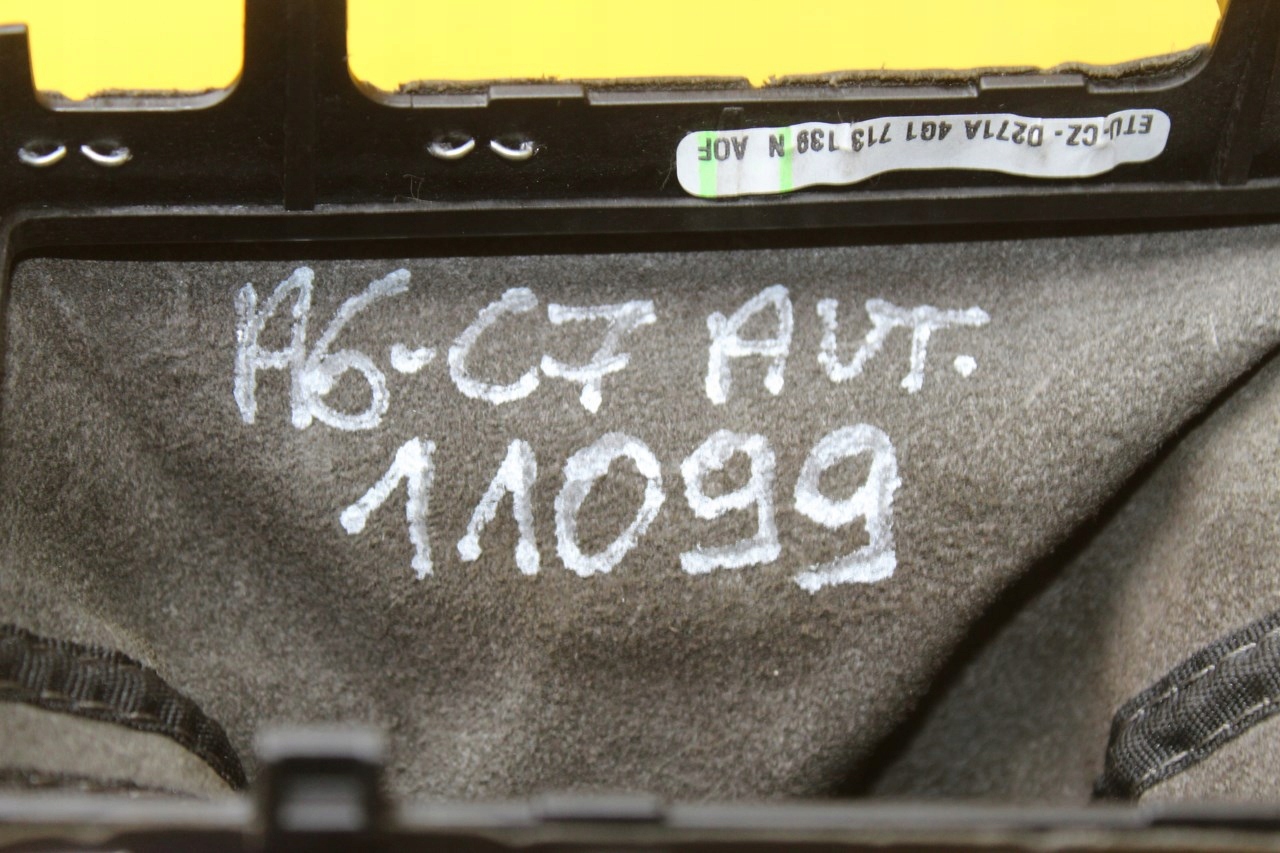 ETU-CZ - D271A 4G1 713 139 N AOF
A6-C7 AUT.
11099